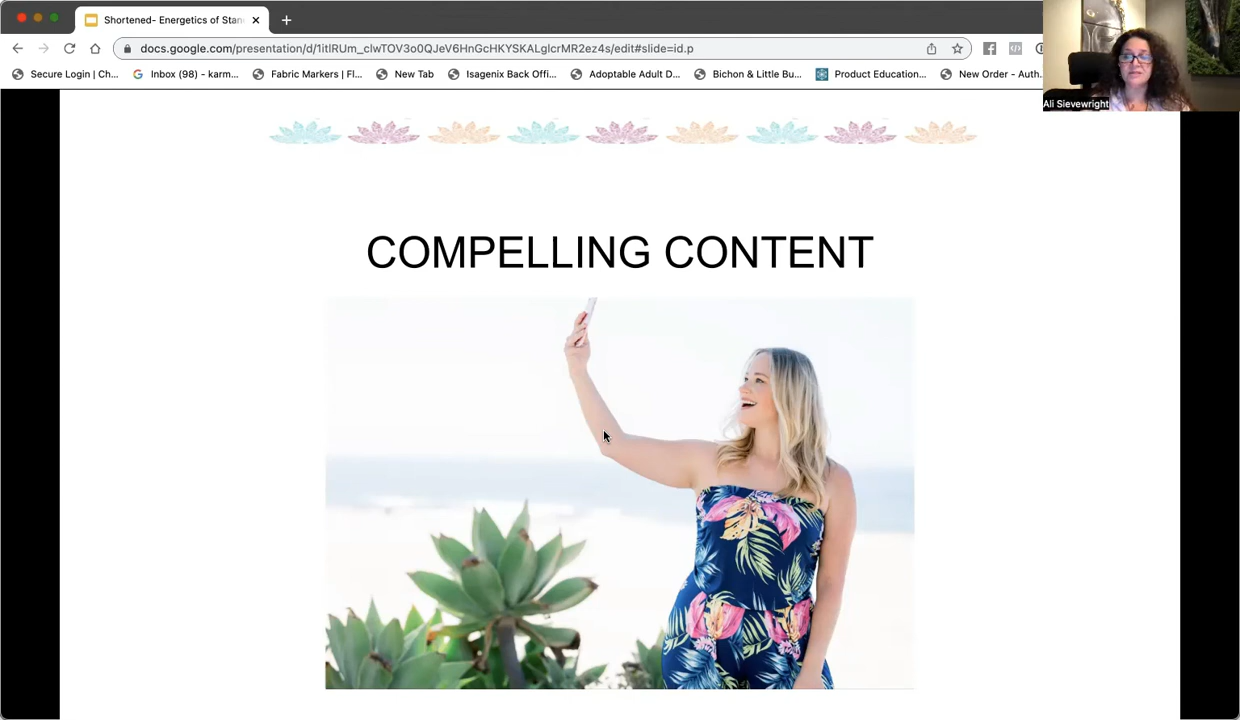 Shortened- Energetics of Stan
docs.google.com/presentation/d/1itlRUm_clwTOV3o0QJeV6HnGcHKYSKALglcrMR2ez4s/edit#slide=id.p
Secure Login | Ch... Inbox (98) - karm... Fabric Markers | Fl... New Tab Isagenix Back Offi... Adoptable Adult D... Bichon & Little Bu... Product Education... New Order - Auth.
Ali Sievewright
COMPELLING CONTENT